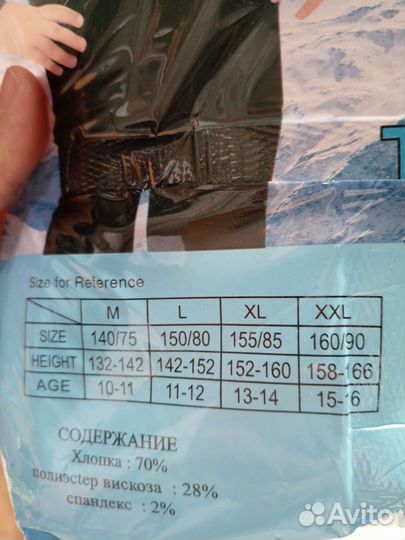 T
Size for Reference
M L XL XXL
SIZE 140/75 150/80 155/85 160/90
HEIGHT 132-142 142-152 152-160 158-166
AGE 10-11 11-12 13-14 15-16
СОДЕРЖАНИЕ
Хлопка : 70%
полиэстер вискоза : 28%
спандекс : 2%
Avito